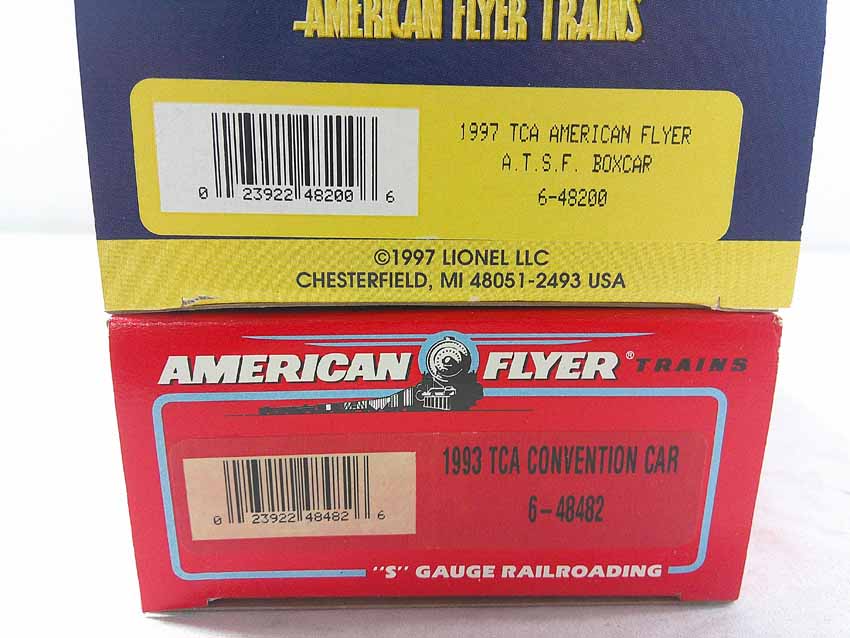 AMERICAN FLYER TRAINS
1997 TCA AMERICAN FLYER
A.T.S.F. BOXCAR
6-48200
0 23922 48200 6
©1997 LIONEL LLC
CHESTERFIELD, MI 48051-2493 USA
AMERICAN FLYER® TRAINS
1993 TCA CONVENTION CAR
6-48482
0 23922 48482 6
"S" GAUGE RAILROADING